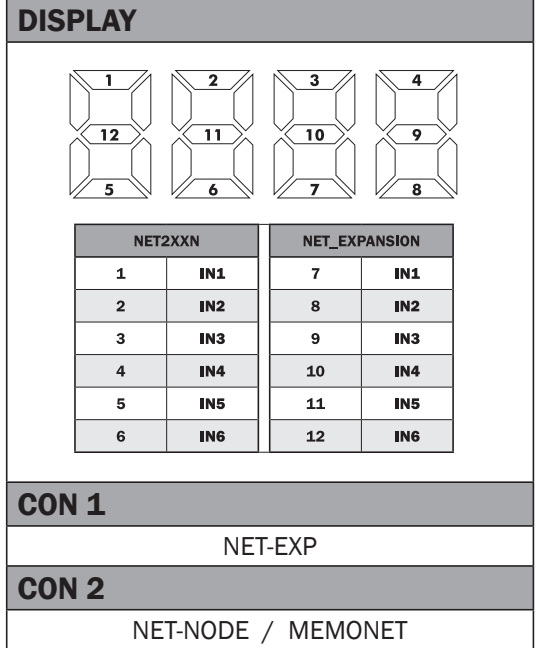 DISPLAY
1 2 3 4
12 11 10 9
5 6 7 8
NET2XXN NET_EXPANSION
1 IN1 7 IN1
2 IN2 8 IN2
3 IN3 9 IN3
4 IN4 10 IN4
5 IN5 11 IN5
6 IN6 12 IN6
CON 1
NET-EXP
CON 2
NET-NODE / MEMONET